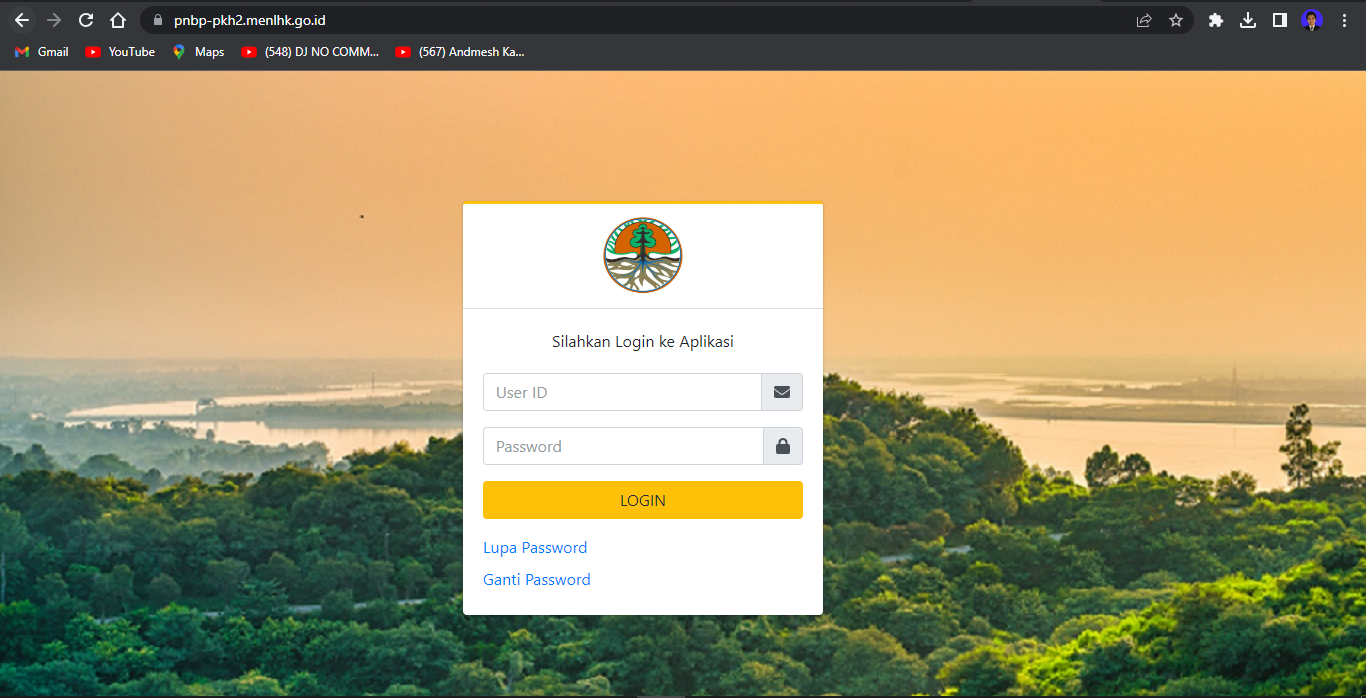 pnbp-pkh2.menlhk.go.id
Gmail YouTube Maps (548) DJ NO COMM... (567) Andmesh Ka...
Silahkan Login ke Aplikasi
User ID
Password
LOGIN
Lupa Password
Ganti Password